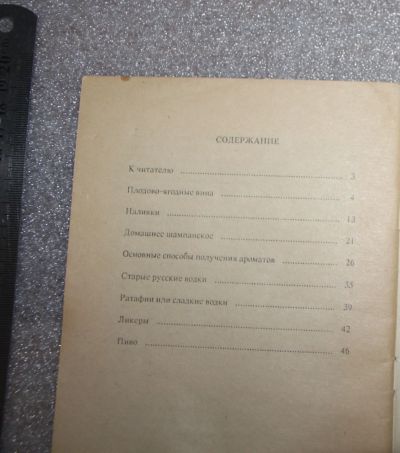 СОДЕРЖАНИЕ
К читателю 3
Плодово-ягодные вина 4
Наливки 13
Домашнее шампанское 21
Основные способы получения ароматов 26
Старые русские водки 35
Ратафии или сладкие водки 39
Ликеры 42
Пиво 46